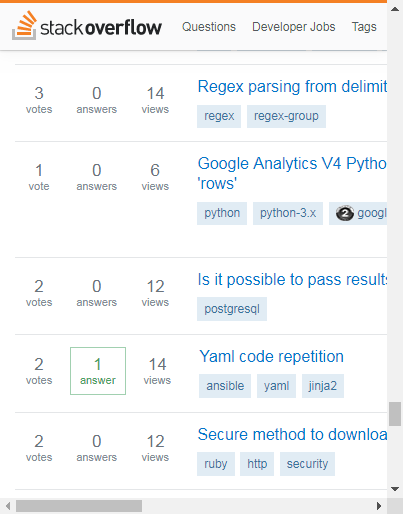 stackoverflow Questions Developer Jobs Tags
3 0 14 Regex parsing from delimit
votes answers views regex regex-group
1 0 6 Google Analytics V4 Pytho
vote answers views 'rows'
python python-3.x 2 googl
2 0 12 Is it possible to pass results
votes answers views postgresql
2 1 14 Yaml code repetition
votes answer views ansible yaml jinja2
2 0 12 Secure method to downloa
votes answers views ruby http security